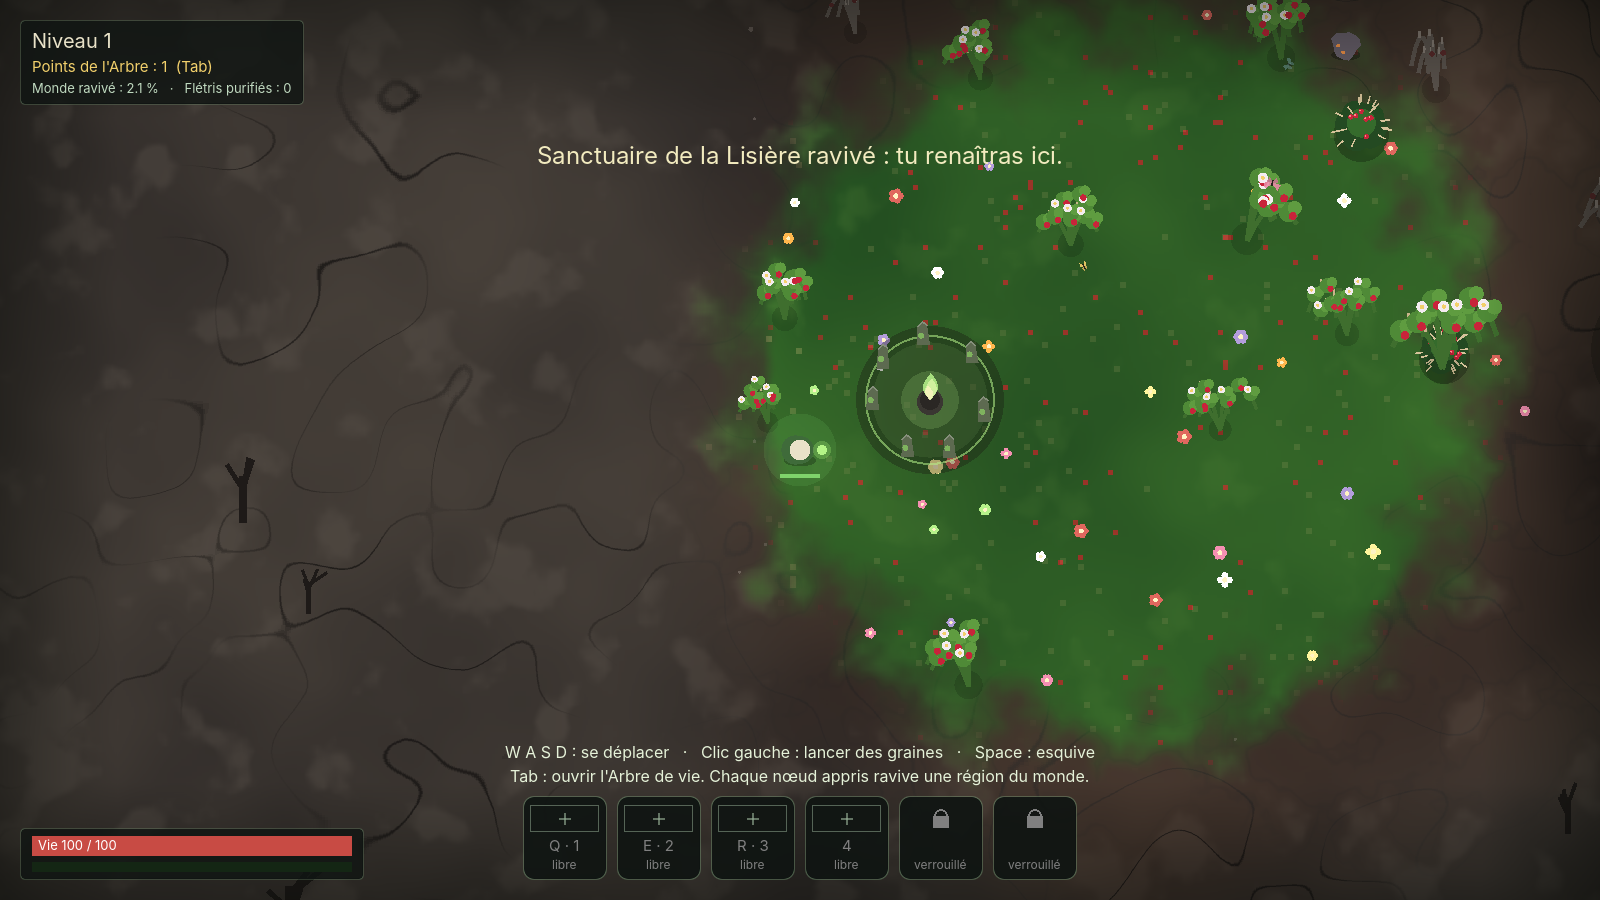 Niveau 1
Points de l'Arbre : 1  (Tab)
Monde ravivé : 2.1 %  ·  Flétris purifiés : 0
Sanctuaire de la Lisière ravivé : tu renaîtras ici.
W A S D : se déplacer  ·  Clic gauche : lancer des graines  ·  Space : esquive
Tab : ouvrir l'Arbre de vie. Chaque nœud appris ravive une région du monde.
Q · 1  E · 2  R · 3  4
libre  libre  libre  libre  verrouillé  verrouillé
Vie 100 / 100